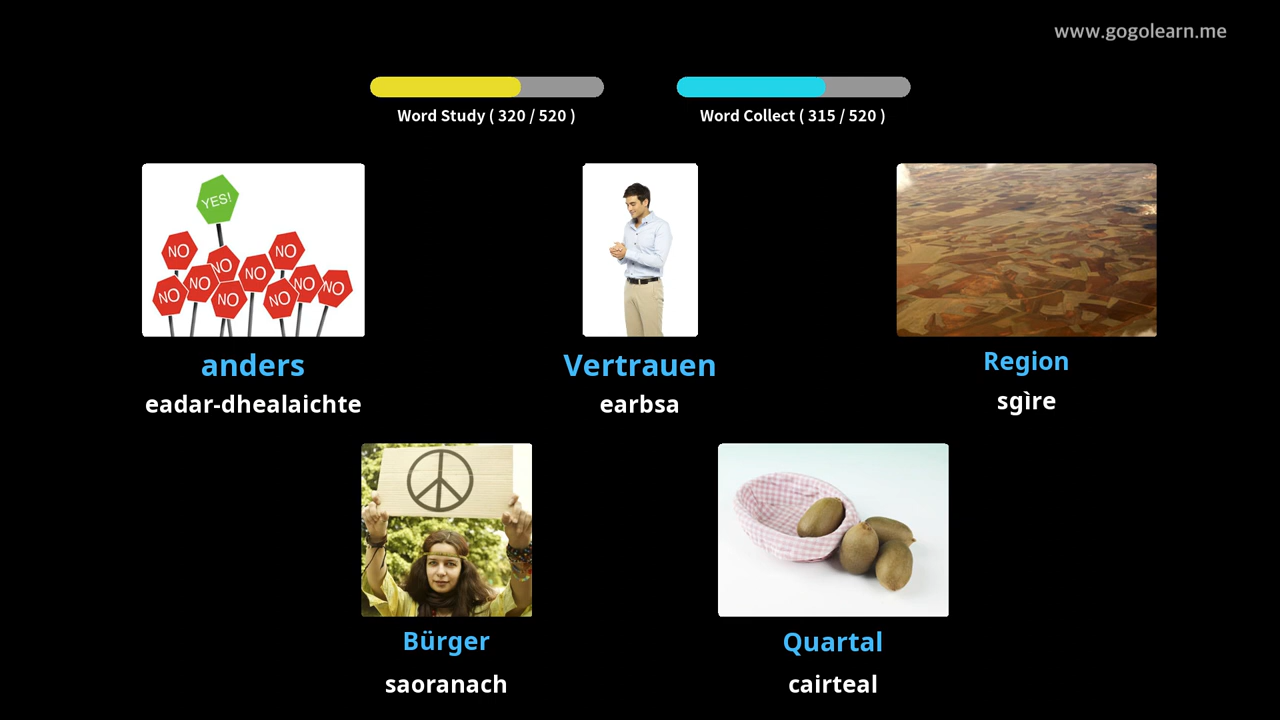 www.gogolearn.me
Word Study ( 320 / 520 )
Word Collect ( 315 / 520 )
YES!
NO
NO
NO
NO
NO
NO
NO
NO
NO
NO
anders
eadar-dhealaichte
Vertrauen
earbsa
Region
sgìre
Bürger
saoranach
Quartal
cairteal